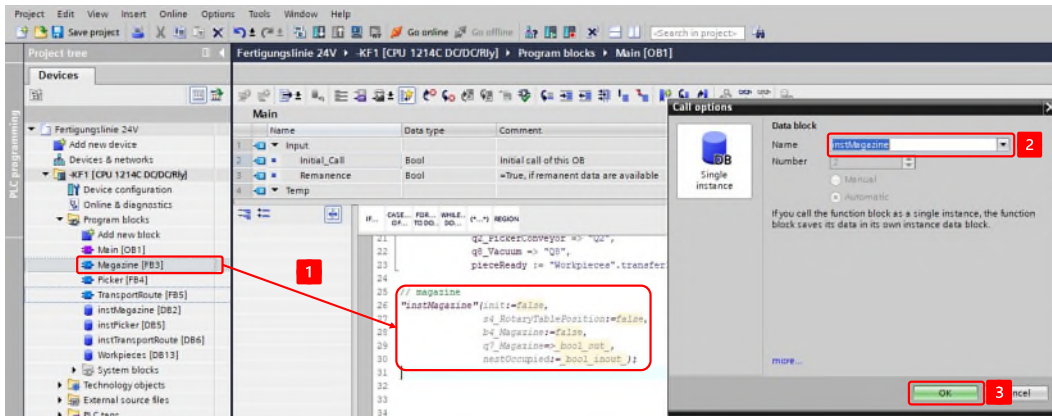 Project Edit View Insert Online Options Tools Window Help
Save project Go online Go offline <Search in project>
Project tree
Fertigungslinie 24V -KF1 [CPU 1214C DC/DC/Rly] Program blocks Main [OB1]
Devices
PLC programming
Fertigungslinie 24V
Add new device
Devices & networks
-KF1 [CPU 1214C DC/DC/Rly]
Device configuration
Online & diagnostics
Program blocks
Add new block
Main [OB1]
Magazine [FB3]
Picker [FB4]
TransportRoute [FB5]
instMagazine [DB2]
instPicker [DB5]
instTransportRoute [DB6]
Workpieces [DB13]
System blocks
Technology objects
External source files
PLC tags
1
Main
Name Data type Comment
1 Input
2 Initial_Call Bool Initial call of this OB
3 Remanence Bool =True, if remanent data are available
4 Temp
IF... CASE... OF... FOR... TO DO... WHILE... DO... (*...*) REGION
21 q2_PickerConveyor => "Q2",
22 q8_Vacuum => "Q8",
23 pieceReady := "Workpieces".transfer
24
25 // magazine
26 "instMagazine"(init:=false,
27 s4_RotaryTablePosition:=false,
28 b4_Magazine:=false,
29 q7_Magazine=>_bool_out_,
30 nestOccupied:=_bool_inout_);
31
32
33
34
Call options
Data block
Name instMagazine
2
Number 2
Manual
Automatic
DB
Single
instance
If you call the function block as a single instance, the function
block saves its data in its own instance data block.
more...
OK
3
ncel